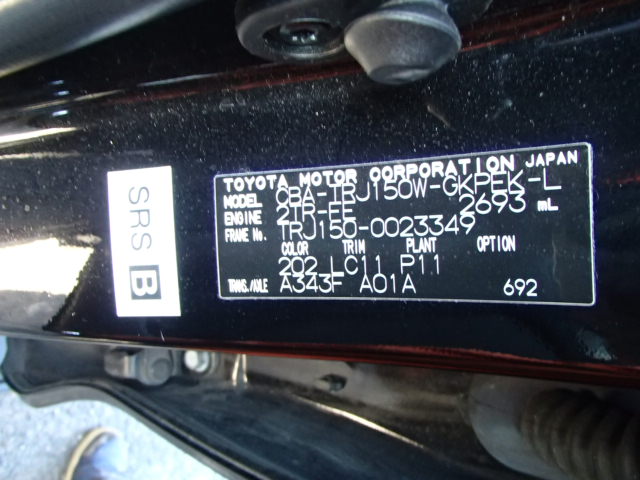 TOYOTA MOTOR CORPORATION JAPAN
MODEL CBA-TRJ150W-GKPEK-L
ENGINE 2TR-FE 2693 mL
FRAME No. TRJ150-0023349
COLOR TRIM PLANT OPTION
202 LC11 P11
TRANS./AXLE A343F A01A 692
SRS B